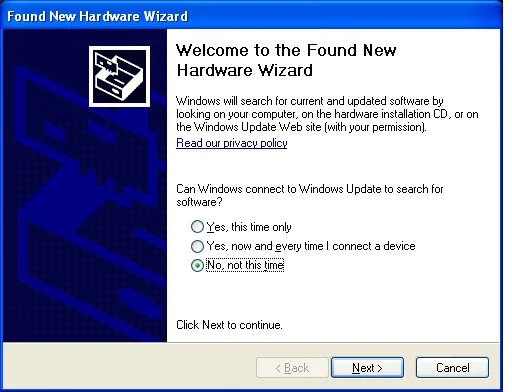 Found New Hardware Wizard
Welcome to the Found New
Hardware Wizard
Windows will search for current and updated software by
looking on your computer, on the hardware installation CD, or on
the Windows Update Web site (with your permission).
Read our privacy policy
Can Windows connect to Windows Update to search for
software?
Yes, this time only
Yes, now and every time I connect a device
No, not this time
Click Next to continue.
< Back
Next >
Cancel